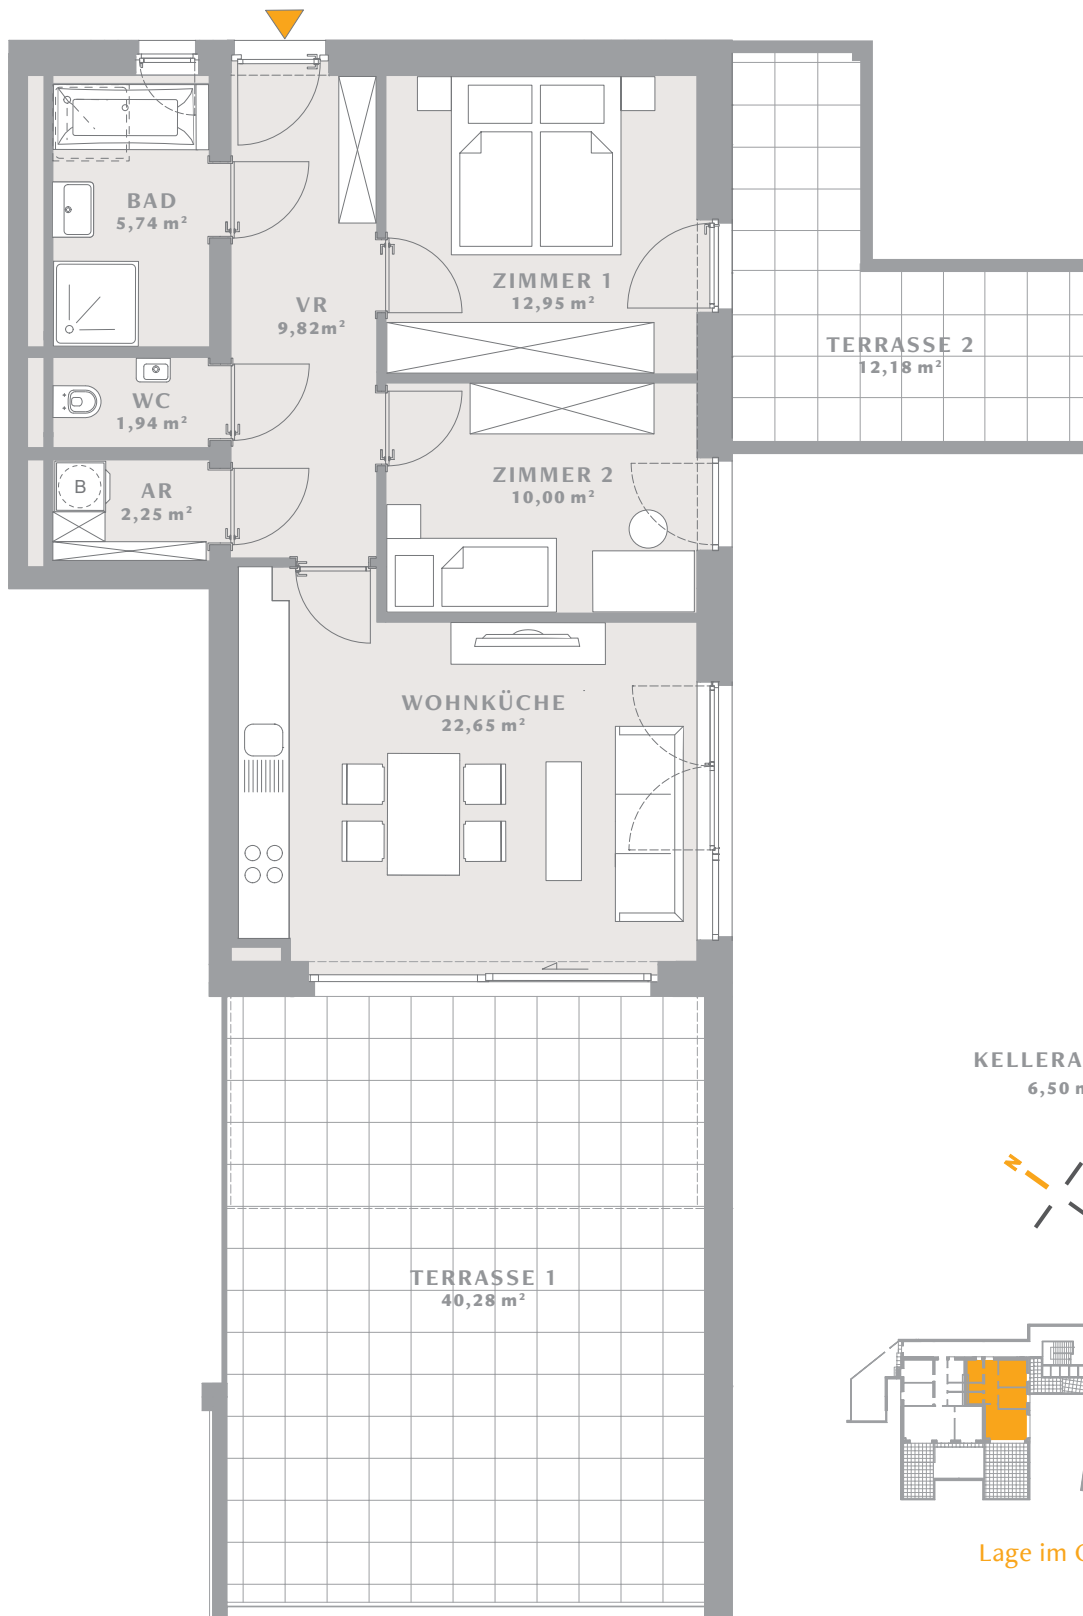 BAD
5,74 m²
VR
9,82m²
ZIMMER 1
12,95 m²
TERRASSE 2
12,18 m²
WC
1,94 m²
ZIMMER 2
10,00 m²
B
AR
2,25 m²
WOHNKÜCHE
22,65 m²
6,50
N
TERRASSE 1
40,28 m²
Lage im